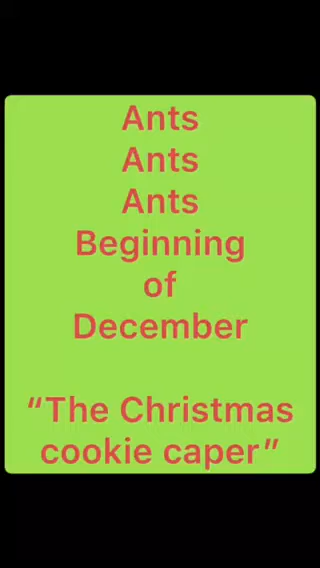 Ants
Ants
Ants
Beginning
of
December
“The Christmas
cookie caper”